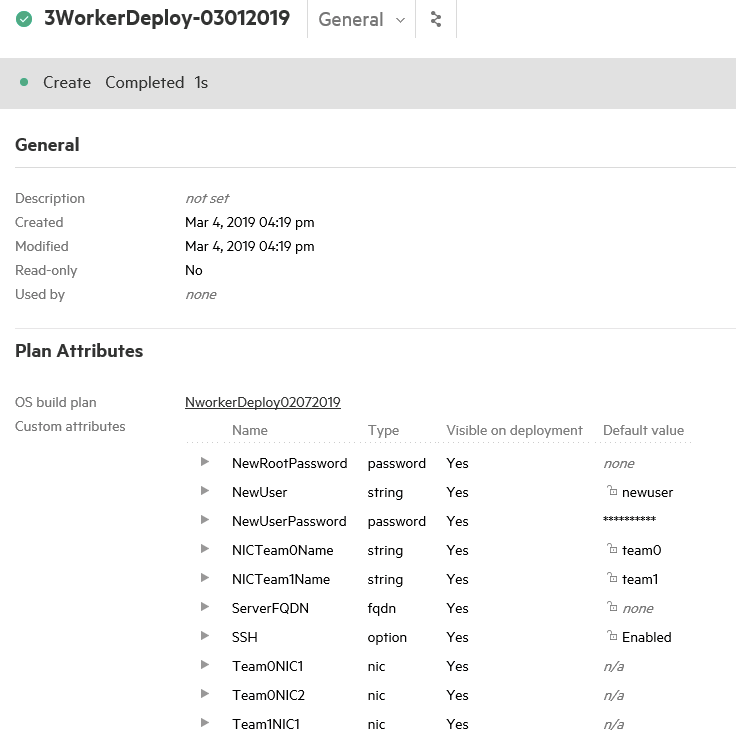 3WorkerDeploy-03012019 General
Create Completed 1s
General
Description not set
Created Mar 4, 2019 04:19 pm
Modified Mar 4, 2019 04:19 pm
Read-only No
Used by none
Plan Attributes
OS build plan NworkerDeploy02072019
Custom attributes
Name Type Visible on deployment Default value
NewRootPassword password Yes none
NewUser string Yes newuser
NewUserPassword password Yes **********
NICTeam0Name string Yes team0
NICTeam1Name string Yes team1
ServerFQDN fqdn Yes none
SSH option Yes Enabled
Team0NIC1 nic Yes n/a
Team0NIC2 nic Yes n/a
Team1NIC1 nic Yes n/a